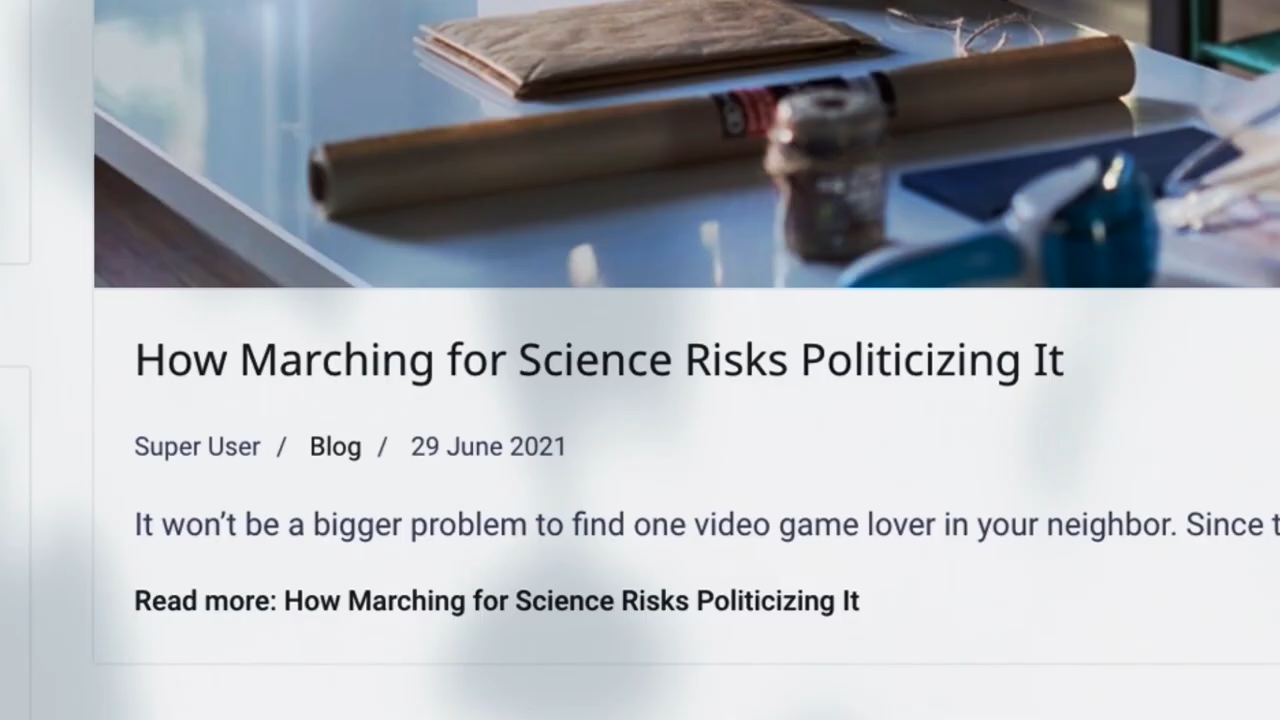 How Marching for Science Risks Politicizing It
Super User / Blog / 29 June 2021
It won’t be a bigger problem to find one video game lover in your neighbor. Since
Read more: How Marching for Science Risks Politicizing It